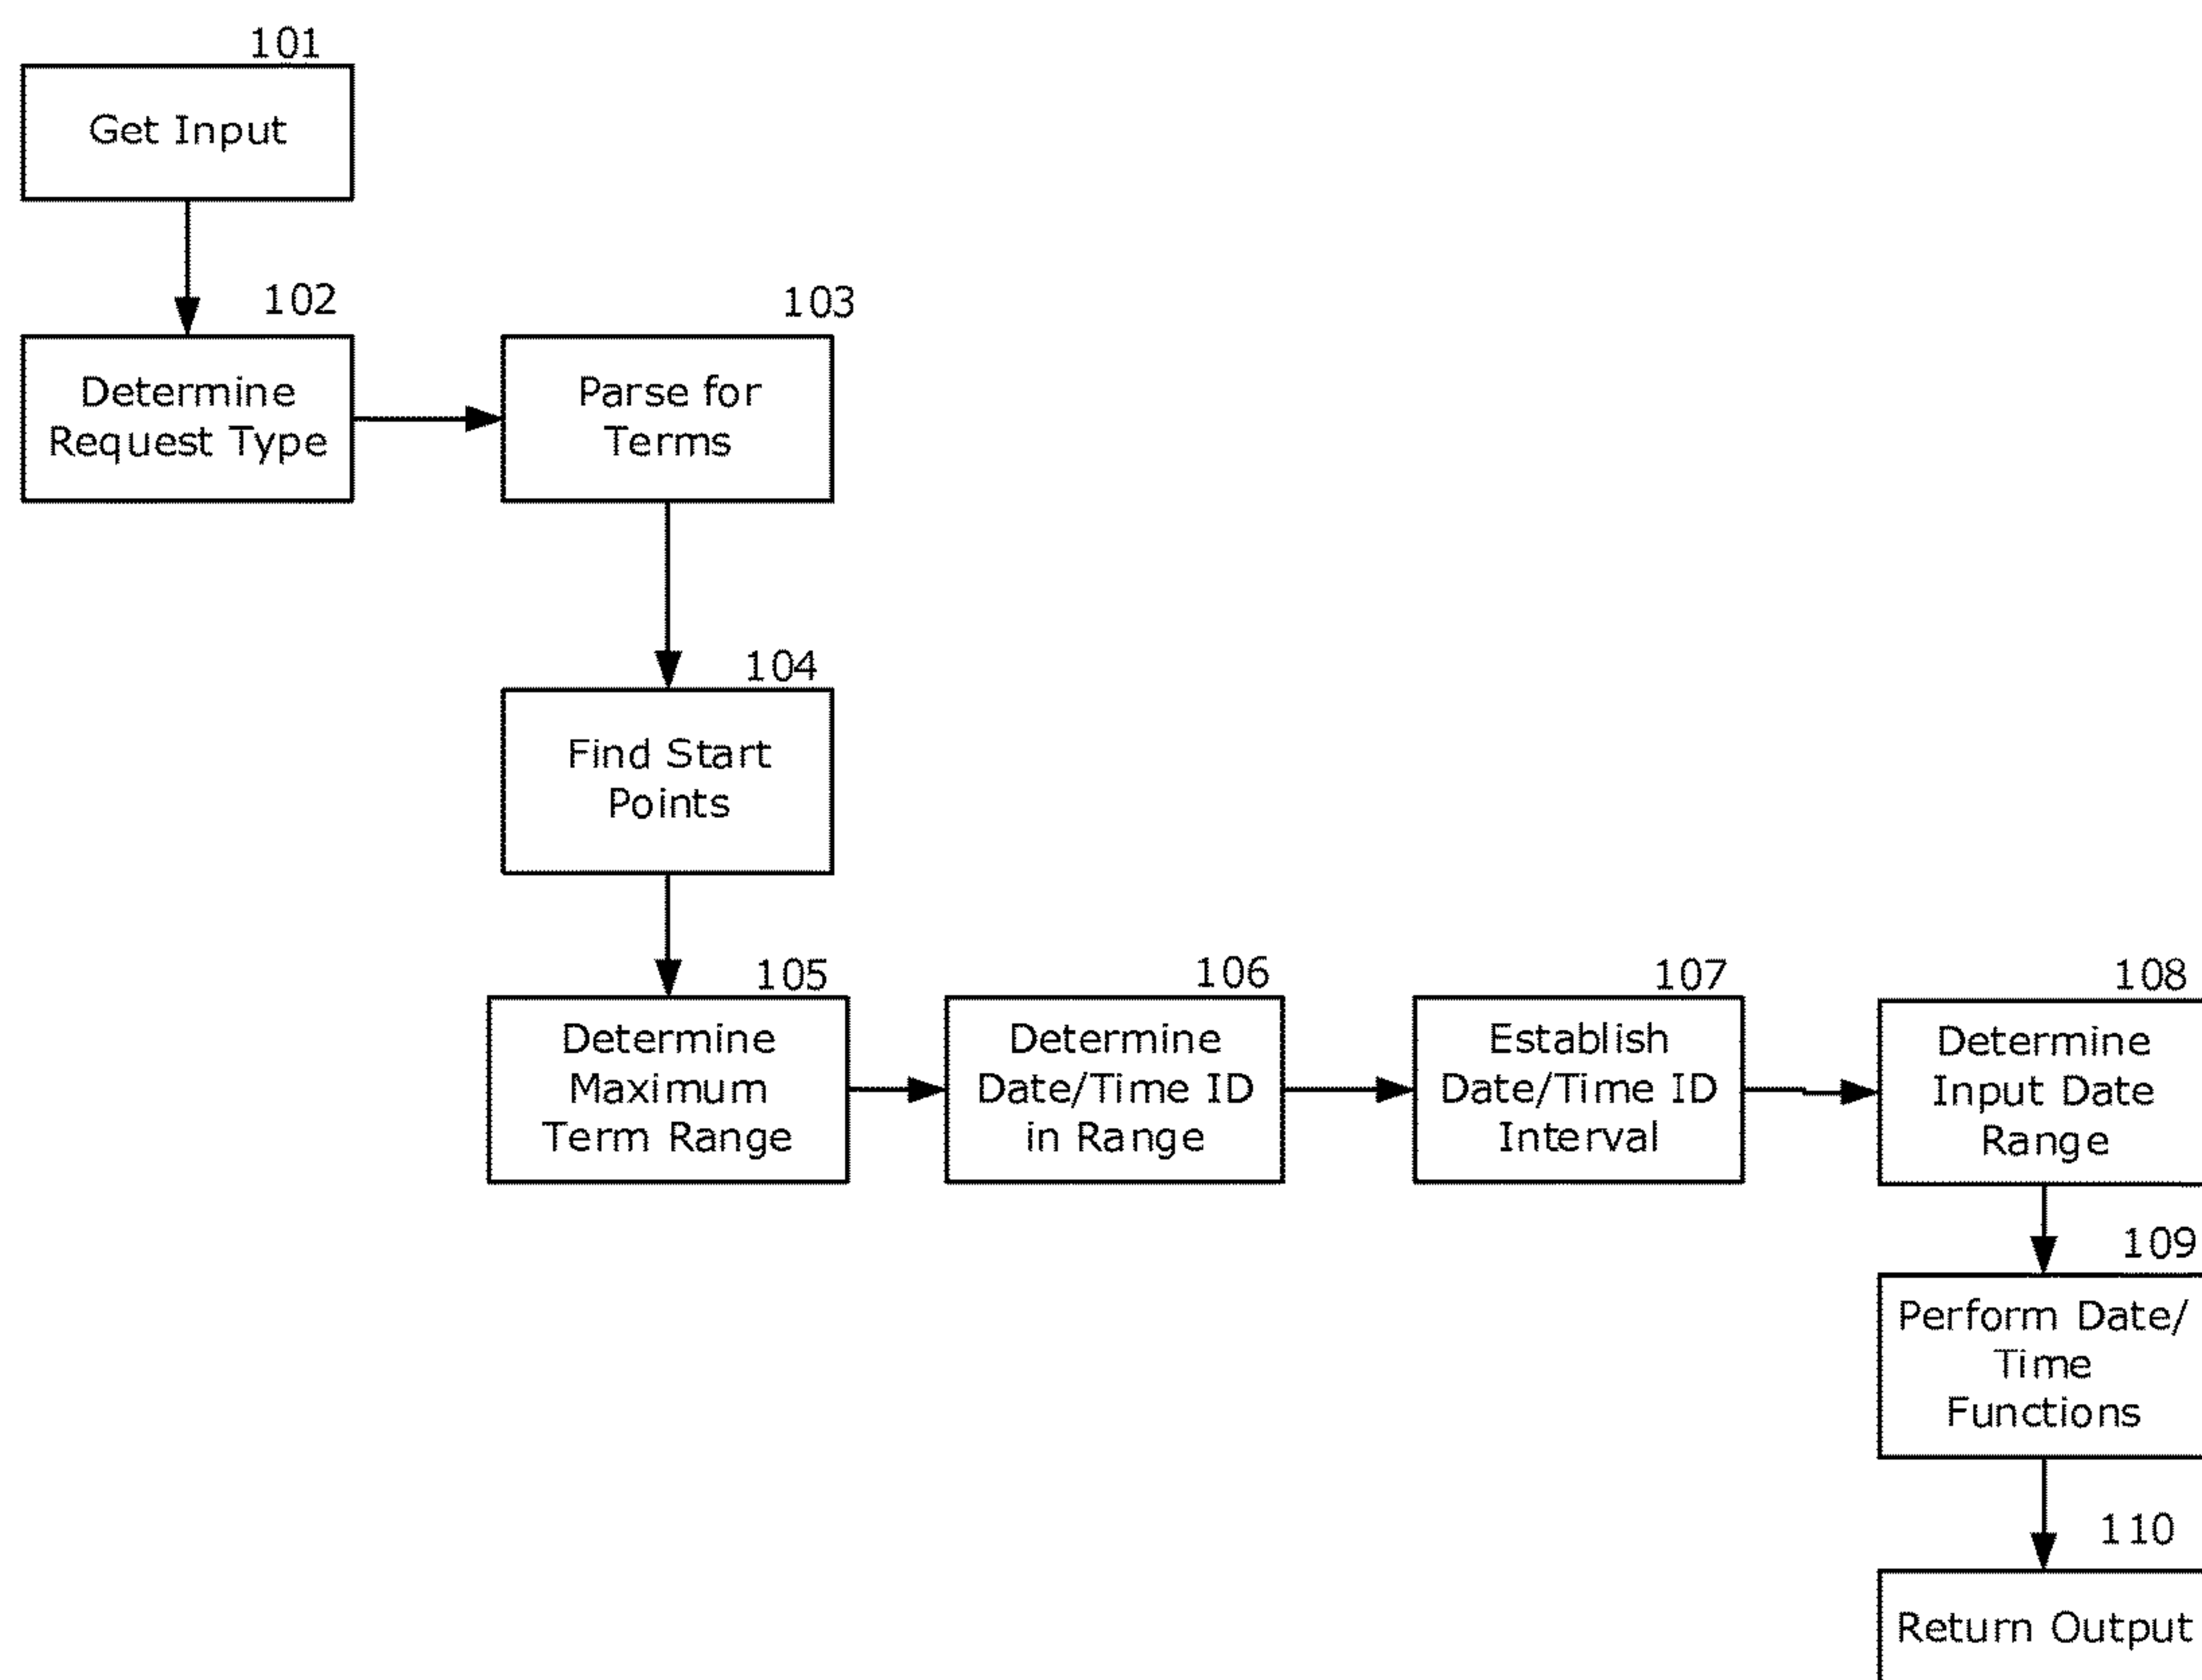 101
Get Input
102
Determine
Request Type
103
Parse for
Terms
104
Find Start
Points
105
Determine
Maximum
Term Range
106
Determine
Date/Time ID
in Range
107
Establish
Date/Time ID
Interval
108
Determine
Input Date
Range
109
Perform Date/
Time
Functions
110
Return Output